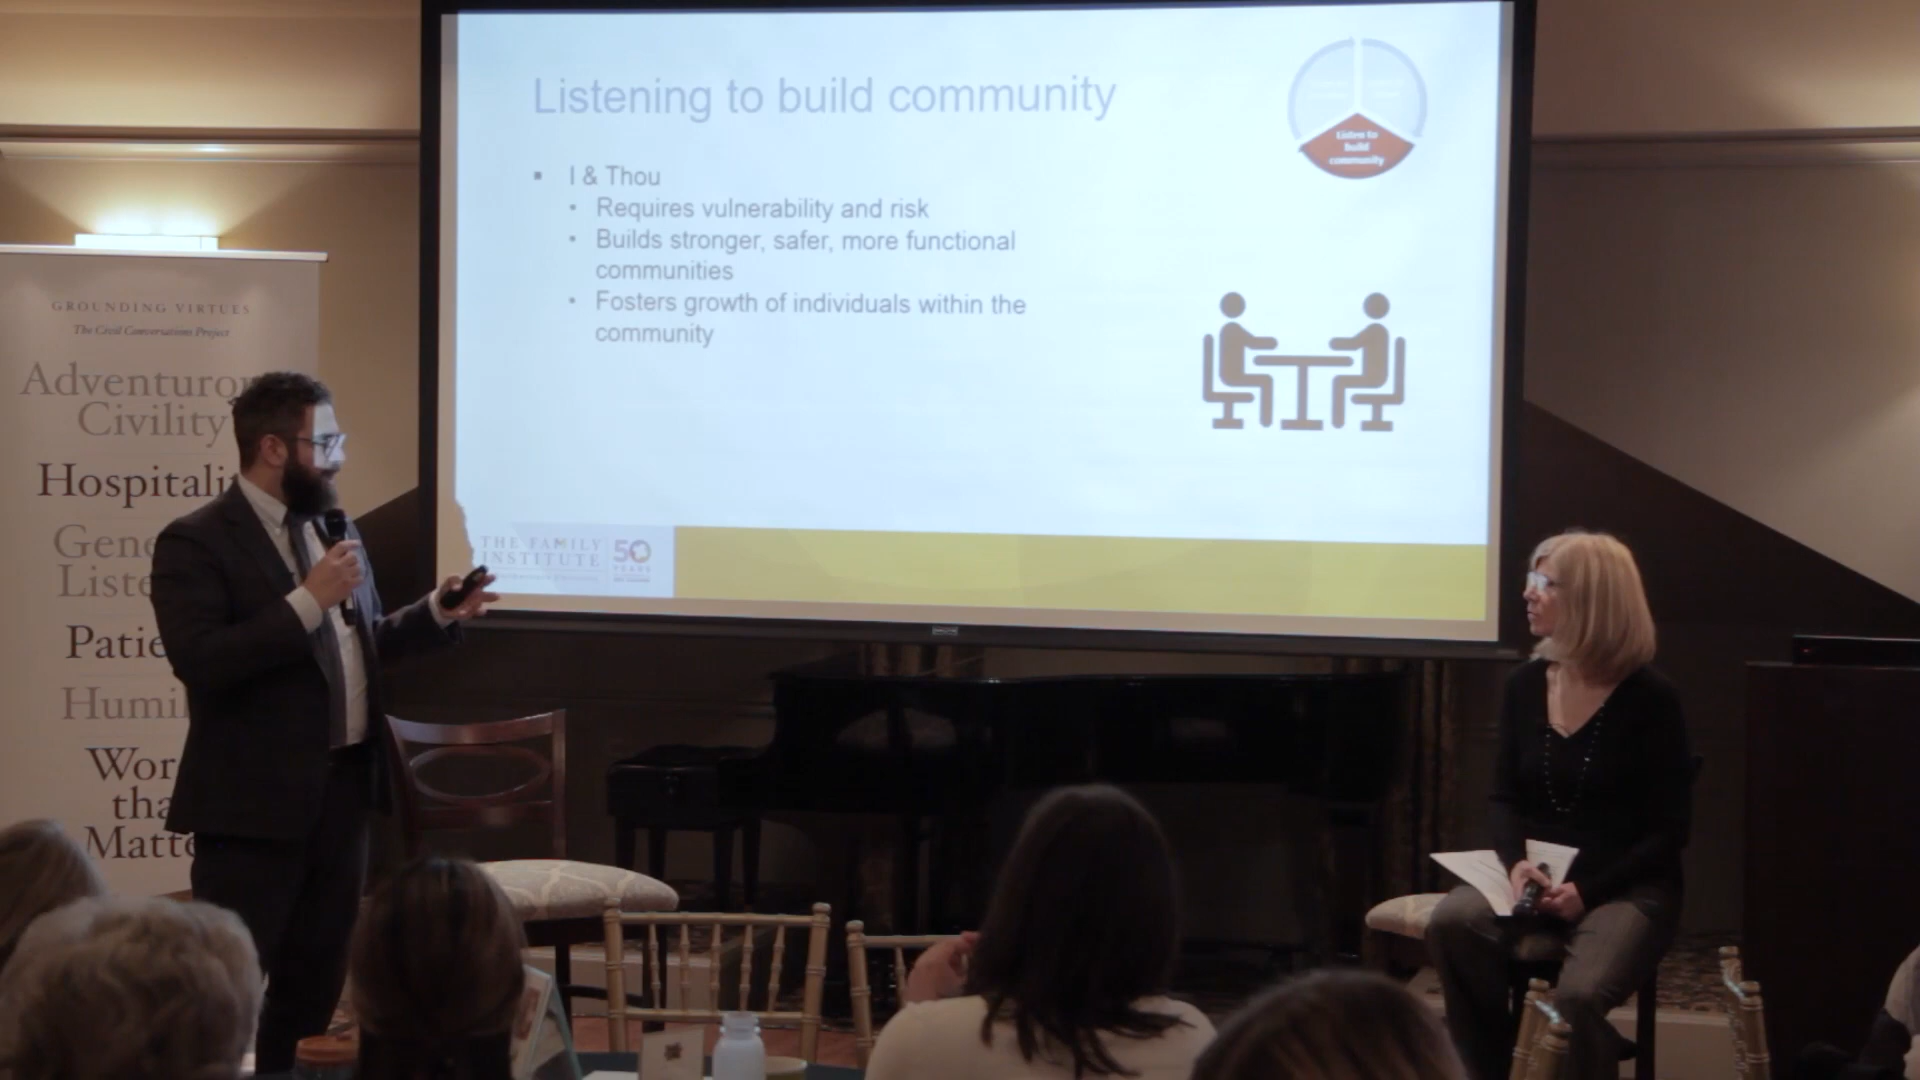 Listening to build community
Listen to
build
community
I & Thou
Requires vulnerability and risk
Builds stronger, safer, more functional
communities
Fosters growth of individuals within the
community
THE FAMILY
INSTITUTE
50
YEARS
GROUNDING VIRTUES
The Civil Conversations Project
Adventuro
Civility
Hospitali
Gene
Liste
Patie
Humi
Wor
tha
Matte